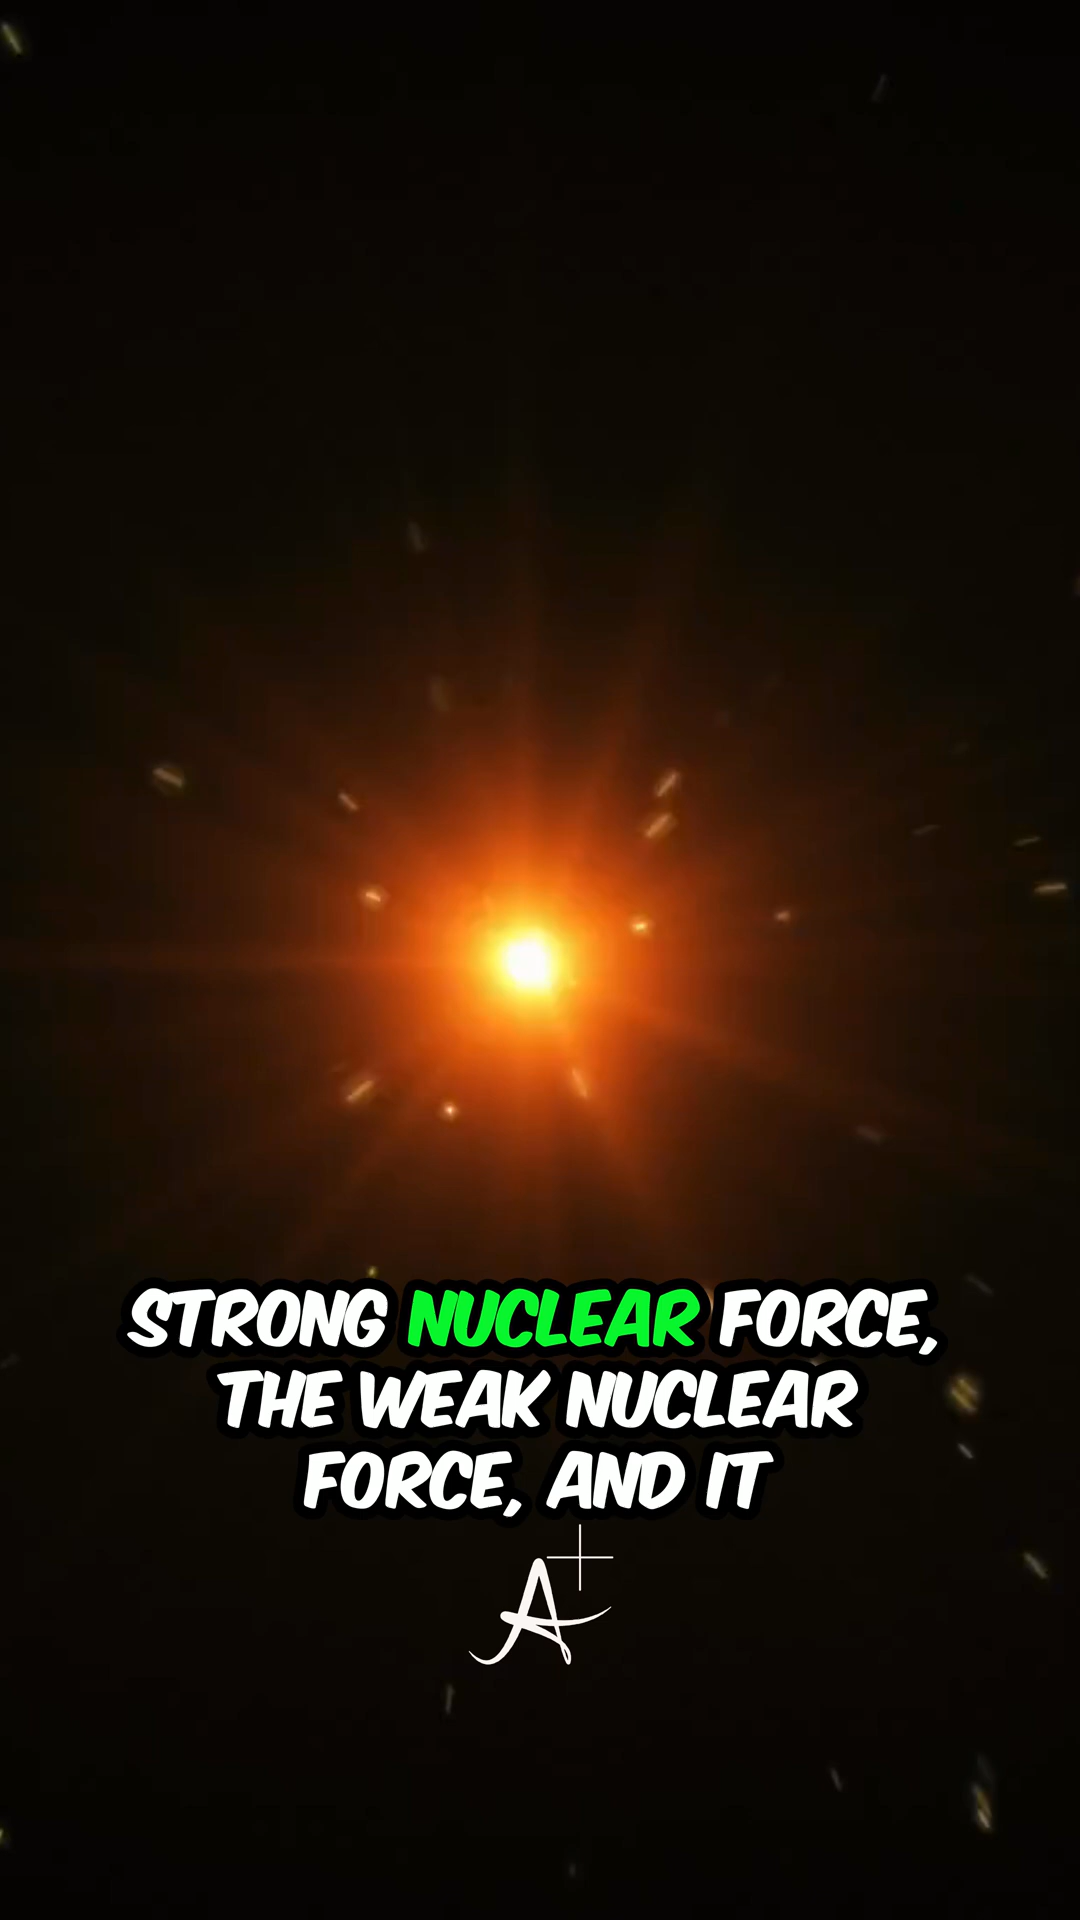 STRONG NUCLEAR FORCE,
THE WEAK NUCLEAR
FORCE, AND IT
A+